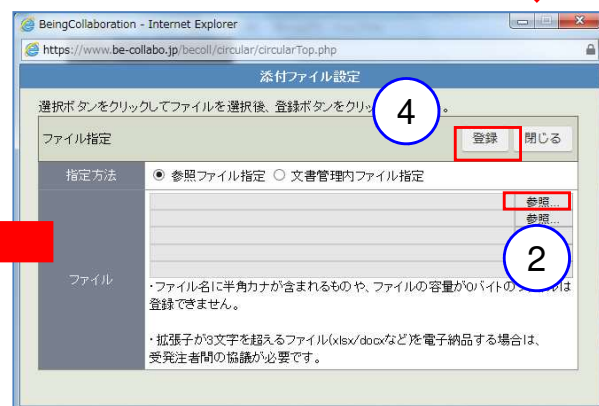 BeingCollaboration - Internet Explorer
https://www.be-collabo.jp/becoll/circular/circularTop.php
添付ファイル設定
選択ボタンをクリックしてファイルを選択後、登録ボタンをクリッ 。
4
ファイル指定
登録 閉じる
指定方法
参照ファイル指定 文書管理内ファイル指定
参照...
参照...
2
ファイル
・ファイル名に半角カナが含まれるものや、ファイルの容量が0バイトの は
登録できません。
・拡張子が3文字を超えるファイル(xlsx/docxなど)を電子納品する場合は、
受発注者間の協議が必要です。